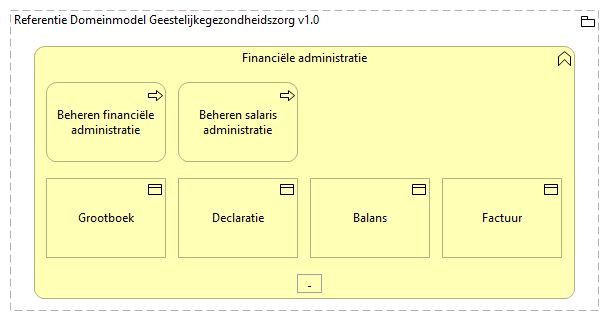 Referentie Domeinmodel Geestelijkegezondheidszorg v1.0
Financiële administratie
Beheren financiële
administratie
Beheren salaris
administratie
Grootboek
Declaratie
Balans
Factuur
-